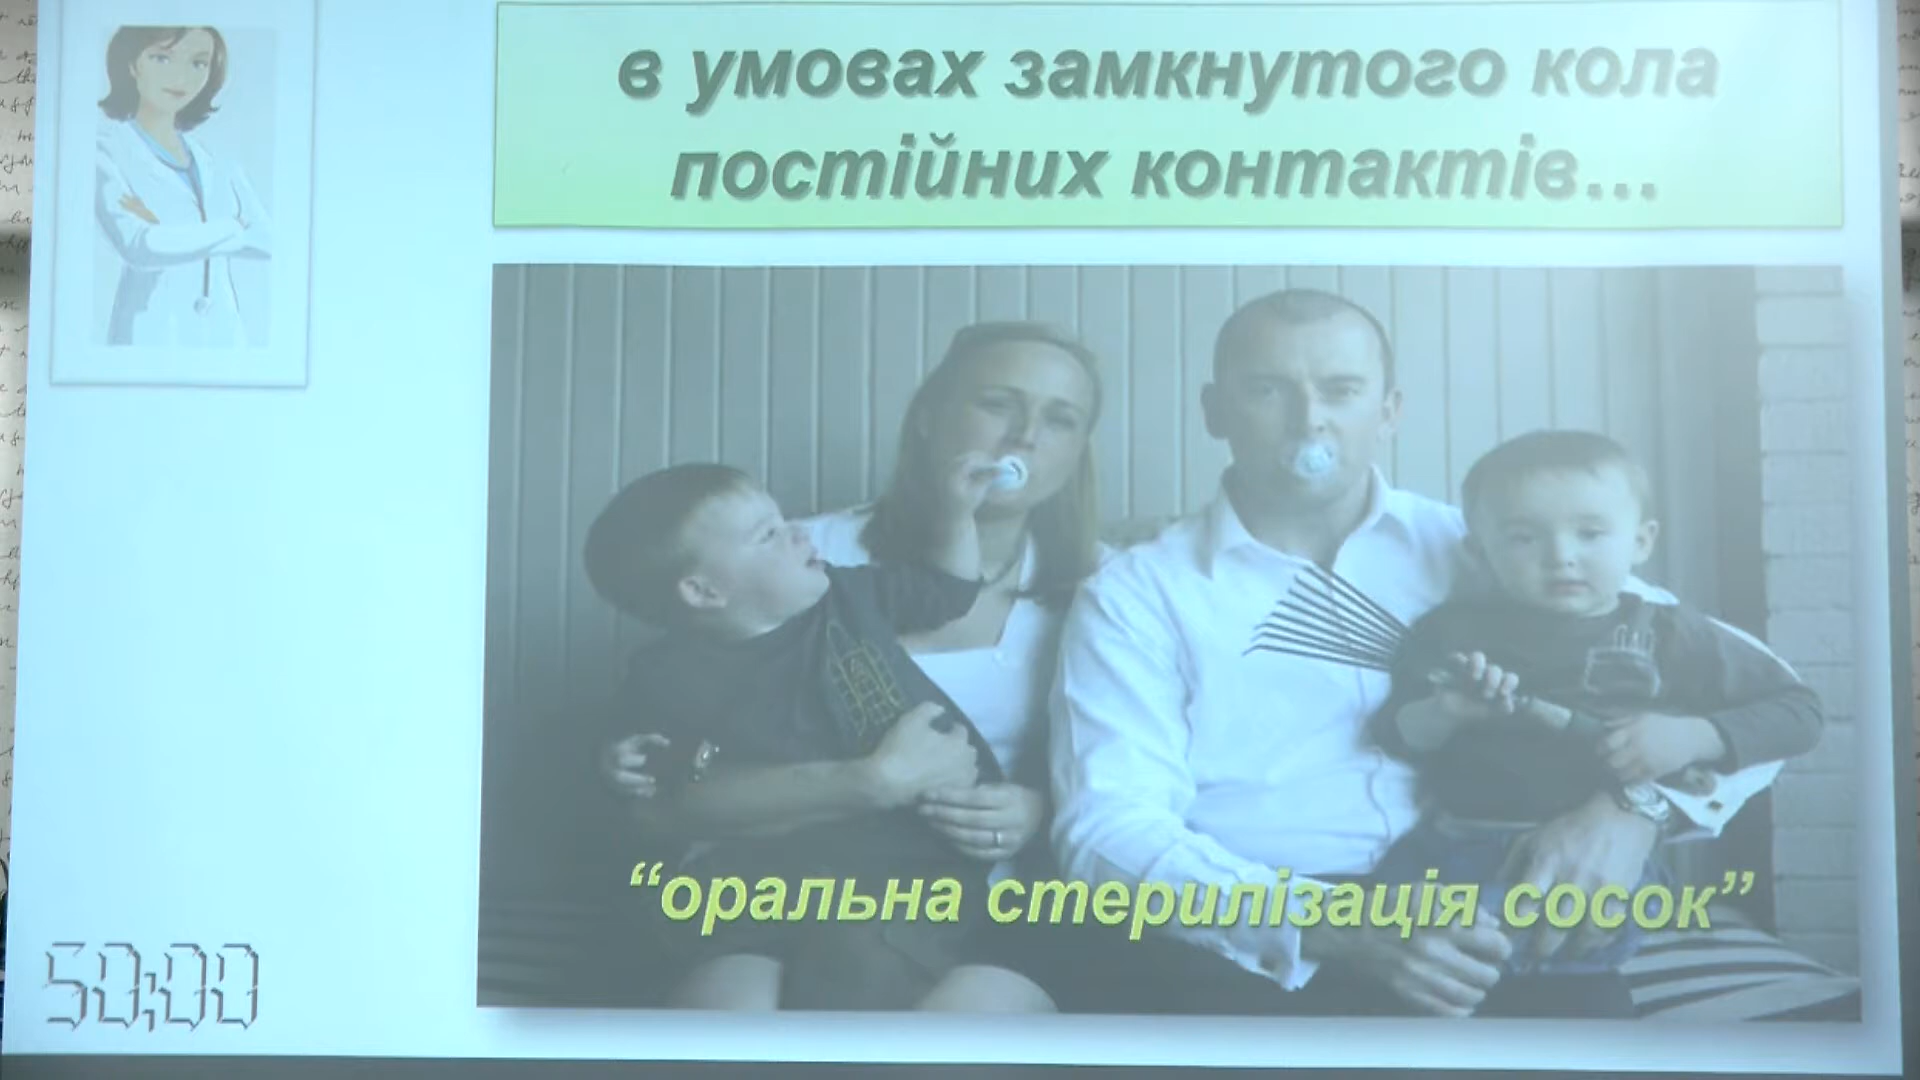 в умовах замкнутого кола
постійних контактів...
“оральна стерилізація сосок”
50:00